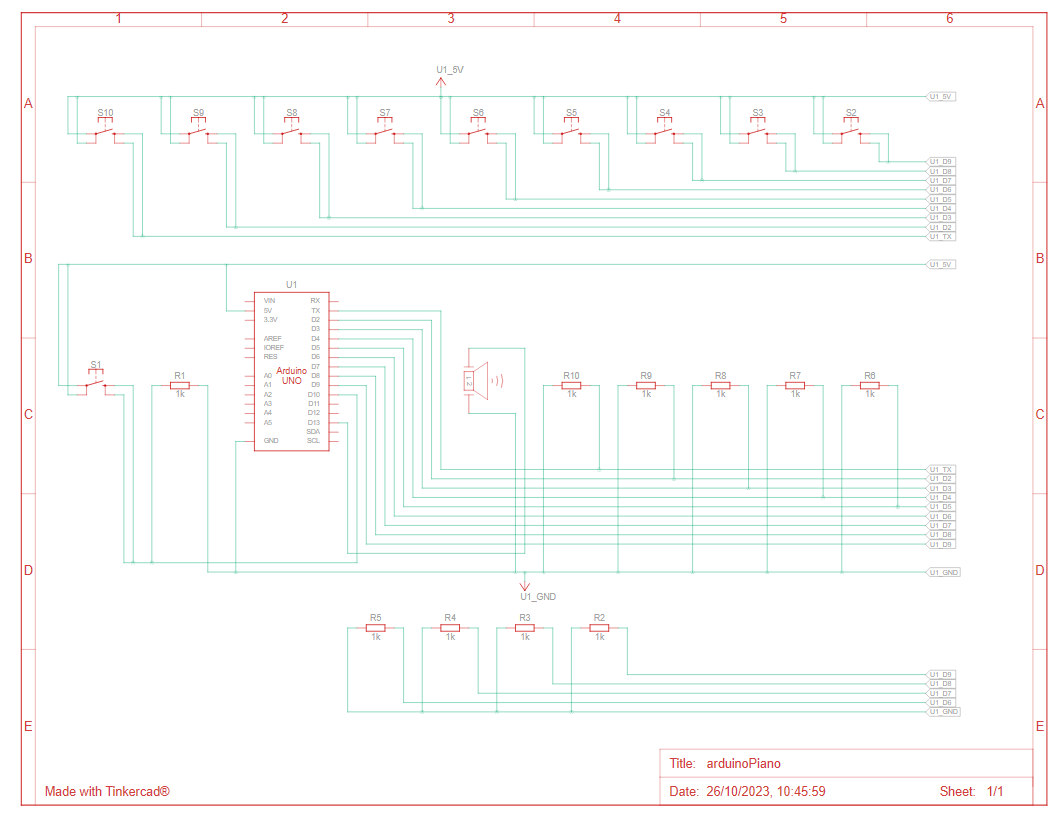 1 2 3 4 5 6
U1_5V
A A
U1_5V
S10 S9 S8 S7 S6 S5 S4 S3 S2
U1_D9
U1_D8
U1_D7
U1_D6
U1_D5
U1_D4
U1_D3
U1_D2
U1_TX
B B
U1_5V
U1
VIN RX
5V TX
3.3V D2
D3
AREF D4
IOREF D5
RES D6
D7
Arduino
UNO
A0 D8
A1 D9
A2 D10
A3 D11
A4 D12
A5 D13
SDA
GND SCL
S1 R1 R10 R9 R8 R7 R6
1k 1k 1k 1k 1k 1k
C C
U1_TX
U1_D2
U1_D3
U1_D4
U1_D5
U1_D6
U1_D7
U1_D8
U1_D9
D D
U1_GND
U1_GND
R5 R4 R3 R2
1k 1k 1k 1k
U1_D9
U1_D8
U1_D7
U1_D6
U1_GND
E E
Title: arduinoPiano
Made with Tinkercad®
Date: 26/10/2023, 10:45:59 Sheet: 1/1